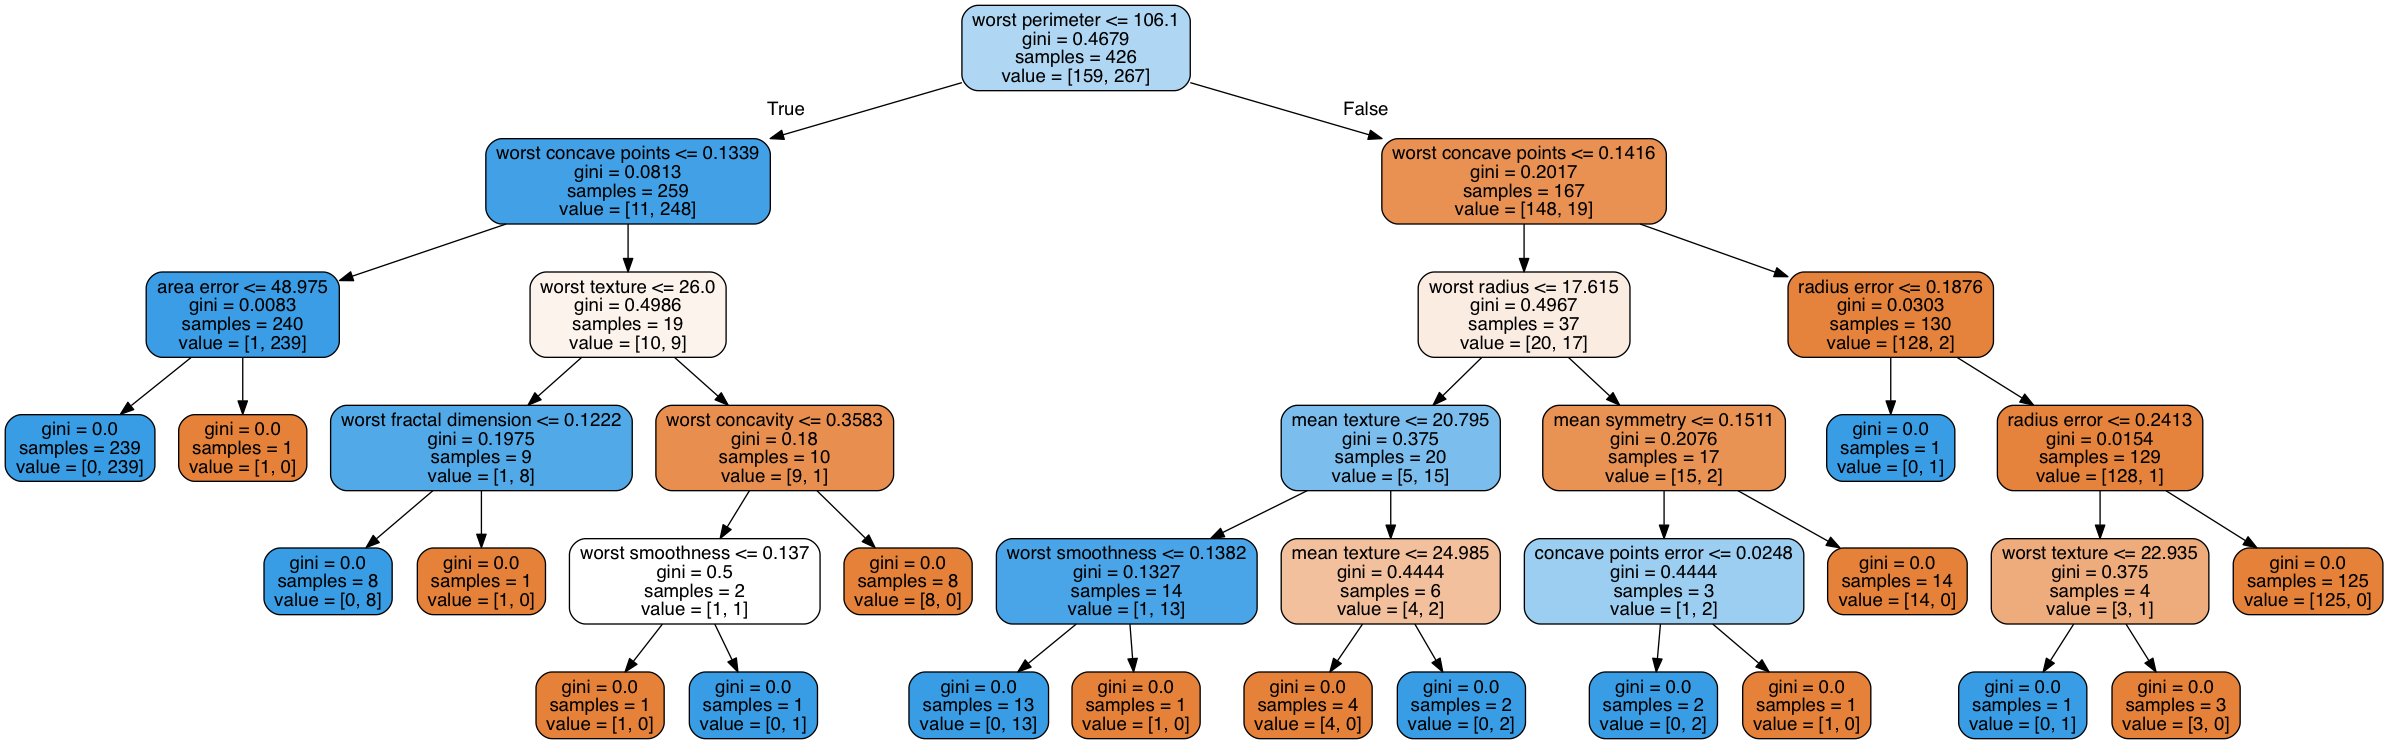 worst perimeter <= 106.1
gini = 0.4679
samples = 426
value = [159, 267]
True
False
worst concave points <= 0.1339
gini = 0.0813
samples = 259
value = [11, 248]
worst concave points <= 0.1416
gini = 0.2017
samples = 167
value = [148, 19]
area error <= 48.975
gini = 0.0083
samples = 240
value = [1, 239]
worst texture <= 26.0
gini = 0.4986
samples = 19
value = [10, 9]
worst radius <= 17.615
gini = 0.4967
samples = 37
value = [20, 17]
radius error <= 0.1876
gini = 0.0303
samples = 130
value = [128, 2]
gini = 0.0
samples = 239
value = [0, 239]
gini = 0.0
samples = 1
value = [1, 0]
worst fractal dimension <= 0.1222
gini = 0.1975
samples = 9
value = [1, 8]
worst concavity <= 0.3583
gini = 0.18
samples = 10
value = [9, 1]
mean texture <= 20.795
gini = 0.375
samples = 20
value = [5, 15]
mean symmetry <= 0.1511
gini = 0.2076
samples = 17
value = [15, 2]
gini = 0.0
samples = 1
value = [0, 1]
radius error <= 0.2413
gini = 0.0154
samples = 129
value = [128, 1]
gini = 0.0
samples = 8
value = [0, 8]
gini = 0.0
samples = 1
value = [1, 0]
worst smoothness <= 0.137
gini = 0.5
samples = 2
value = [1, 1]
gini = 0.0
samples = 8
value = [8, 0]
worst smoothness <= 0.1382
gini = 0.1327
samples = 14
value = [1, 13]
mean texture <= 24.985
gini = 0.4444
samples = 6
value = [4, 2]
concave points error <= 0.0248
gini = 0.4444
samples = 3
value = [1, 2]
gini = 0.0
samples = 14
value = [14, 0]
worst texture <= 22.935
gini = 0.375
samples = 4
value = [3, 1]
gini = 0.0
samples = 125
value = [125, 0]
gini = 0.0
samples = 1
value = [1, 0]
gini = 0.0
samples = 1
value = [0, 1]
gini = 0.0
samples = 13
value = [0, 13]
gini = 0.0
samples = 1
value = [1, 0]
gini = 0.0
samples = 4
value = [4, 0]
gini = 0.0
samples = 2
value = [0, 2]
gini = 0.0
samples = 2
value = [0, 2]
gini = 0.0
samples = 1
value = [1, 0]
gini = 0.0
samples = 1
value = [0, 1]
gini = 0.0
samples = 3
value = [3, 0]